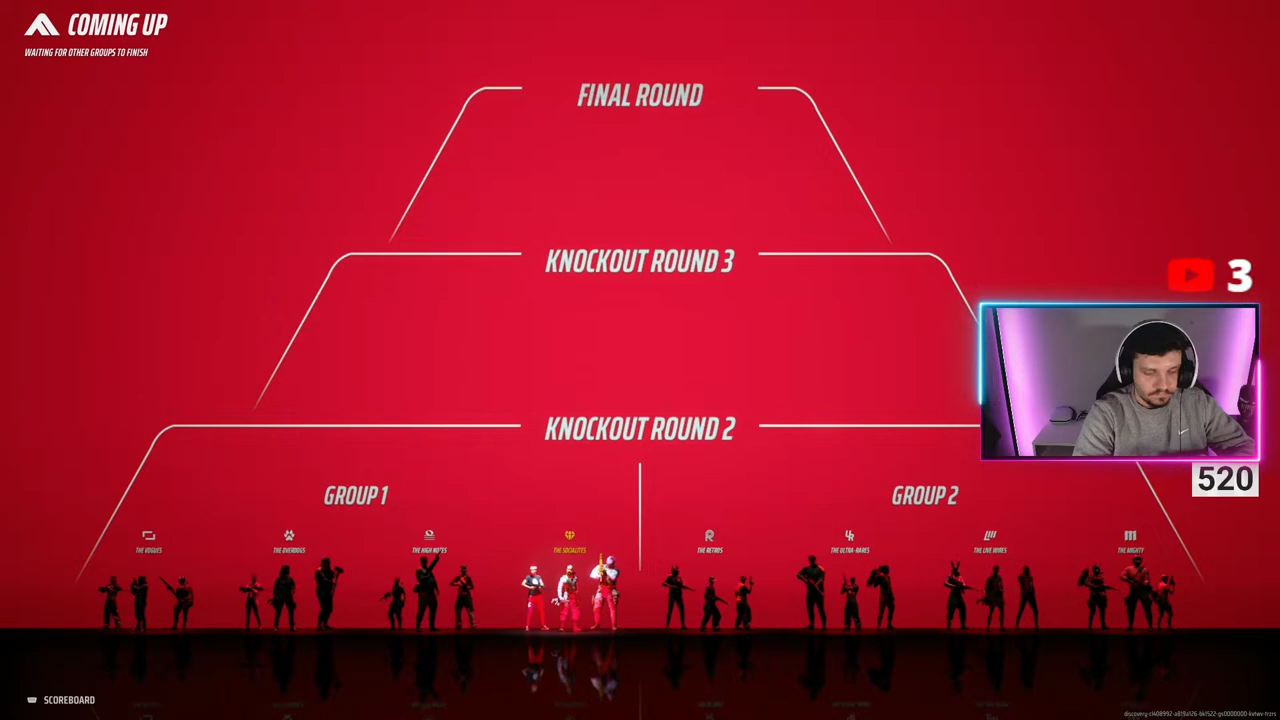 COMING UP
WAITING FOR OTHER GROUPS TO FINISH
FINAL ROUND
KNOCKOUT ROUND 3
3
KNOCKOUT ROUND 2
520
GROUP 1
GROUP 2
THE VOGUES
THE OVERDOGS
THE HIGH NOTES
THE SOCIALITES
THE RETROS
THE ULTRA-RARES
THE LIVE WIRES
THE MIGHTY
SCOREBOARD